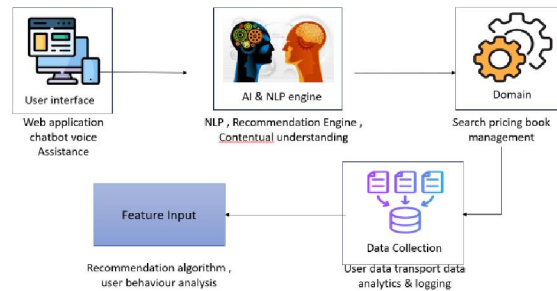 User interface
Web application
chatbot voice
Assistance
AI & NLP engine
NLP , Recommendation Engine ,
Contentual understanding
Domain
Search pricing book
management
Feature Input
Recommendation algorithm ,
user behaviour analysis
Data Collection
User data transport data
analytics & logging